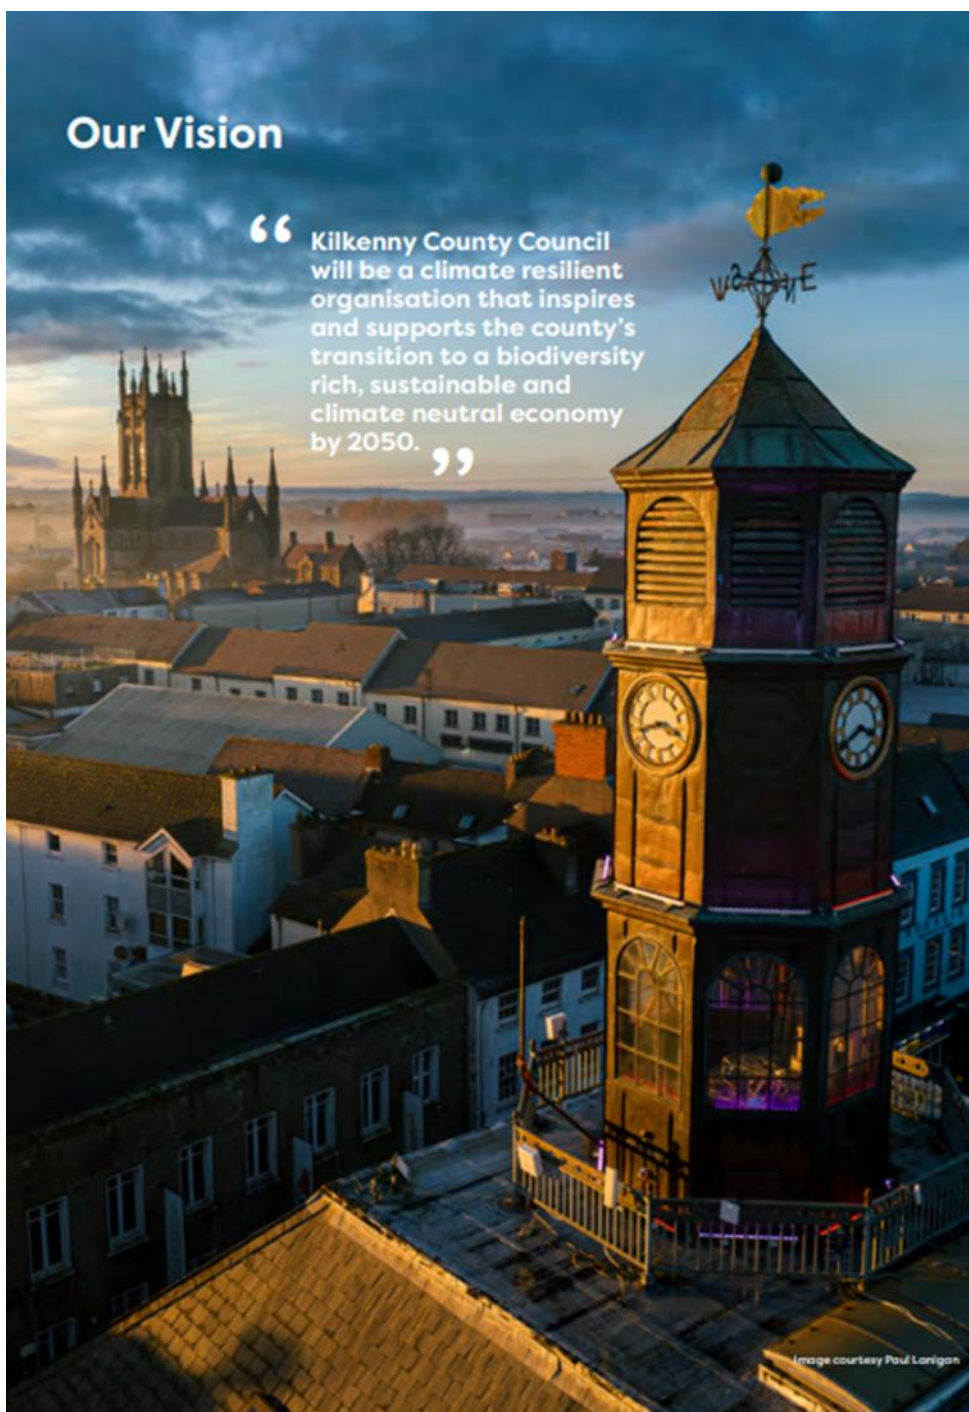 Our Vision
“ Kilkenny County Council
will be a climate resilient
organisation that inspires
and supports the county’s
transition to a biodiversity
rich, sustainable and
climate neutral economy
by 2050. ”
E
Image courtesy Paul Lanigan